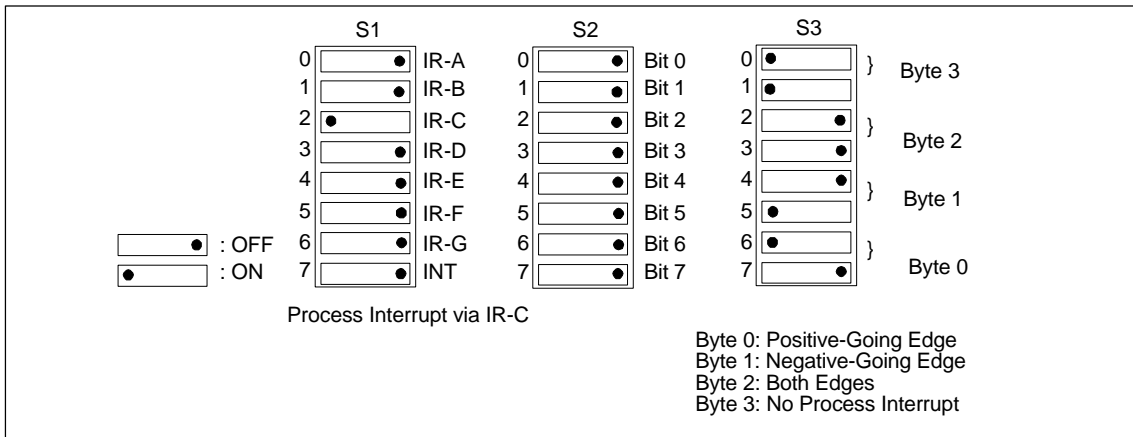 S1 S2 S3
0 IR-A 0 Bit 0 0 } Byte 3
1 IR-B 1 Bit 1 1
2 IR-C 2 Bit 2 2 } Byte 2
3 IR-D 3 Bit 3 3
4 IR-E 4 Bit 4 4 } Byte 1
5 IR-F 5 Bit 5 5
: OFF 6 IR-G 6 Bit 6 6 } Byte 0
: ON 7 INT 7 Bit 7 7
Process Interrupt via IR-C
Byte 0: Positive-Going Edge
Byte 1: Negative-Going Edge
Byte 2: Both Edges
Byte 3: No Process Interrupt